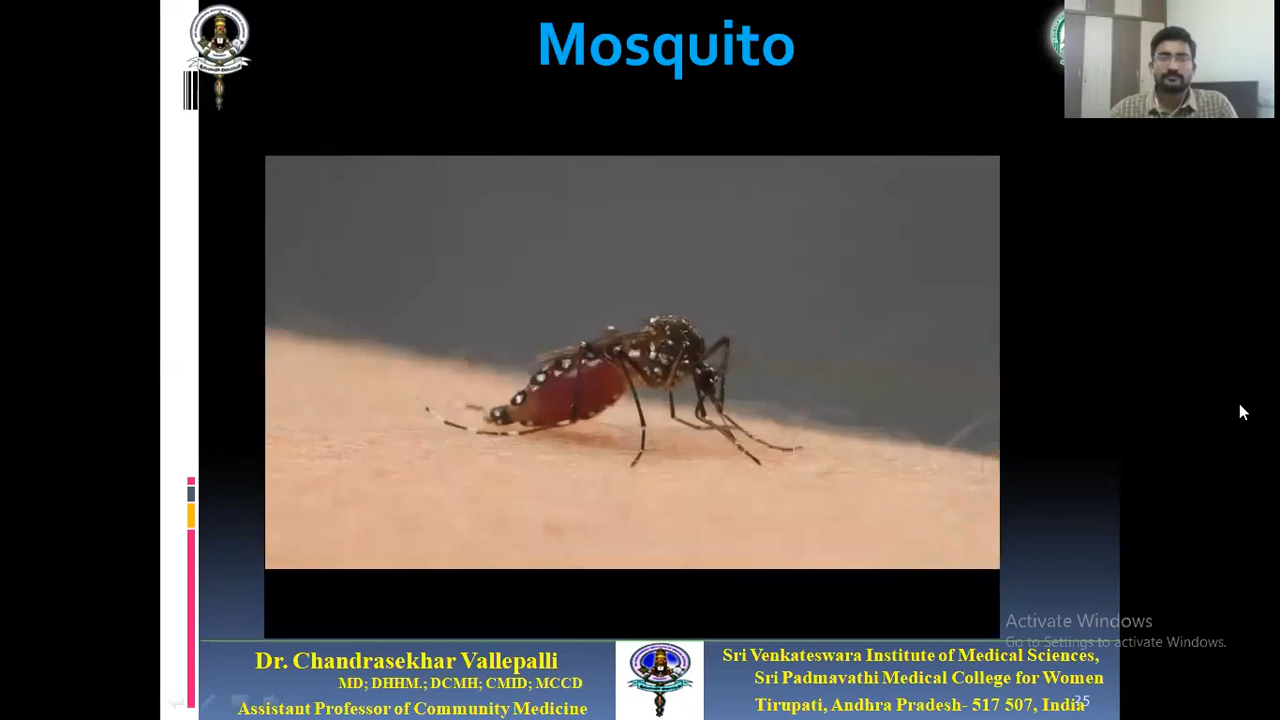 Mosquito
Activate Windows
Go to Settings to activate Windows.
Dr. Chandrasekhar Vallepalli
MD; DHHM.; DCMH; CMID; MCCD
Assistant Professor of Community Medicine
Sri Venkateswara Institute of Medical Sciences,
Sri Padmavathi Medical College for Women
Tirupati, Andhra Pradesh- 517 507, India
25